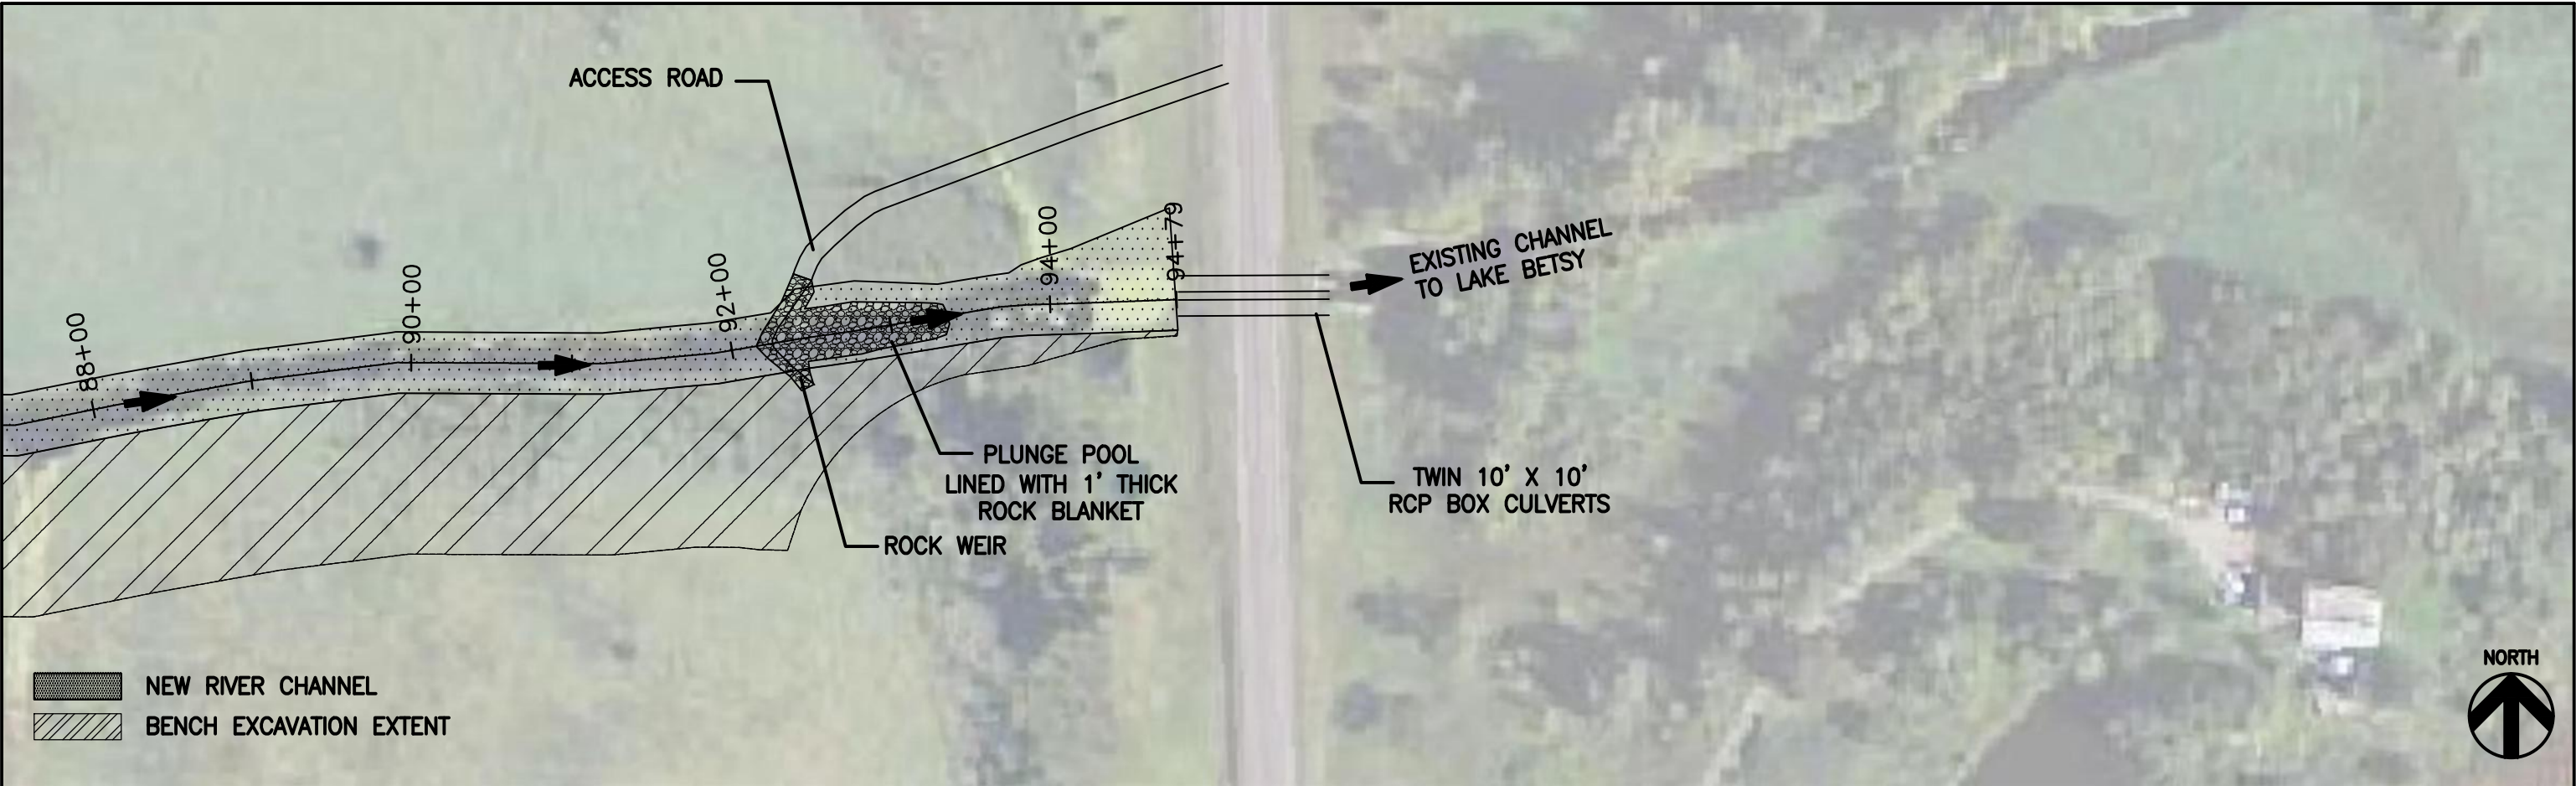 ACCESS ROAD
88+00
90+00
92+00
94+00
94+79
EXISTING CHANNEL
TO LAKE BETSY
PLUNGE POOL
LINED WITH 1' THICK
ROCK BLANKET
TWIN 10' X 10'
RCP BOX CULVERTS
ROCK WEIR
NEW RIVER CHANNEL
BENCH EXCAVATION EXTENT
NORTH